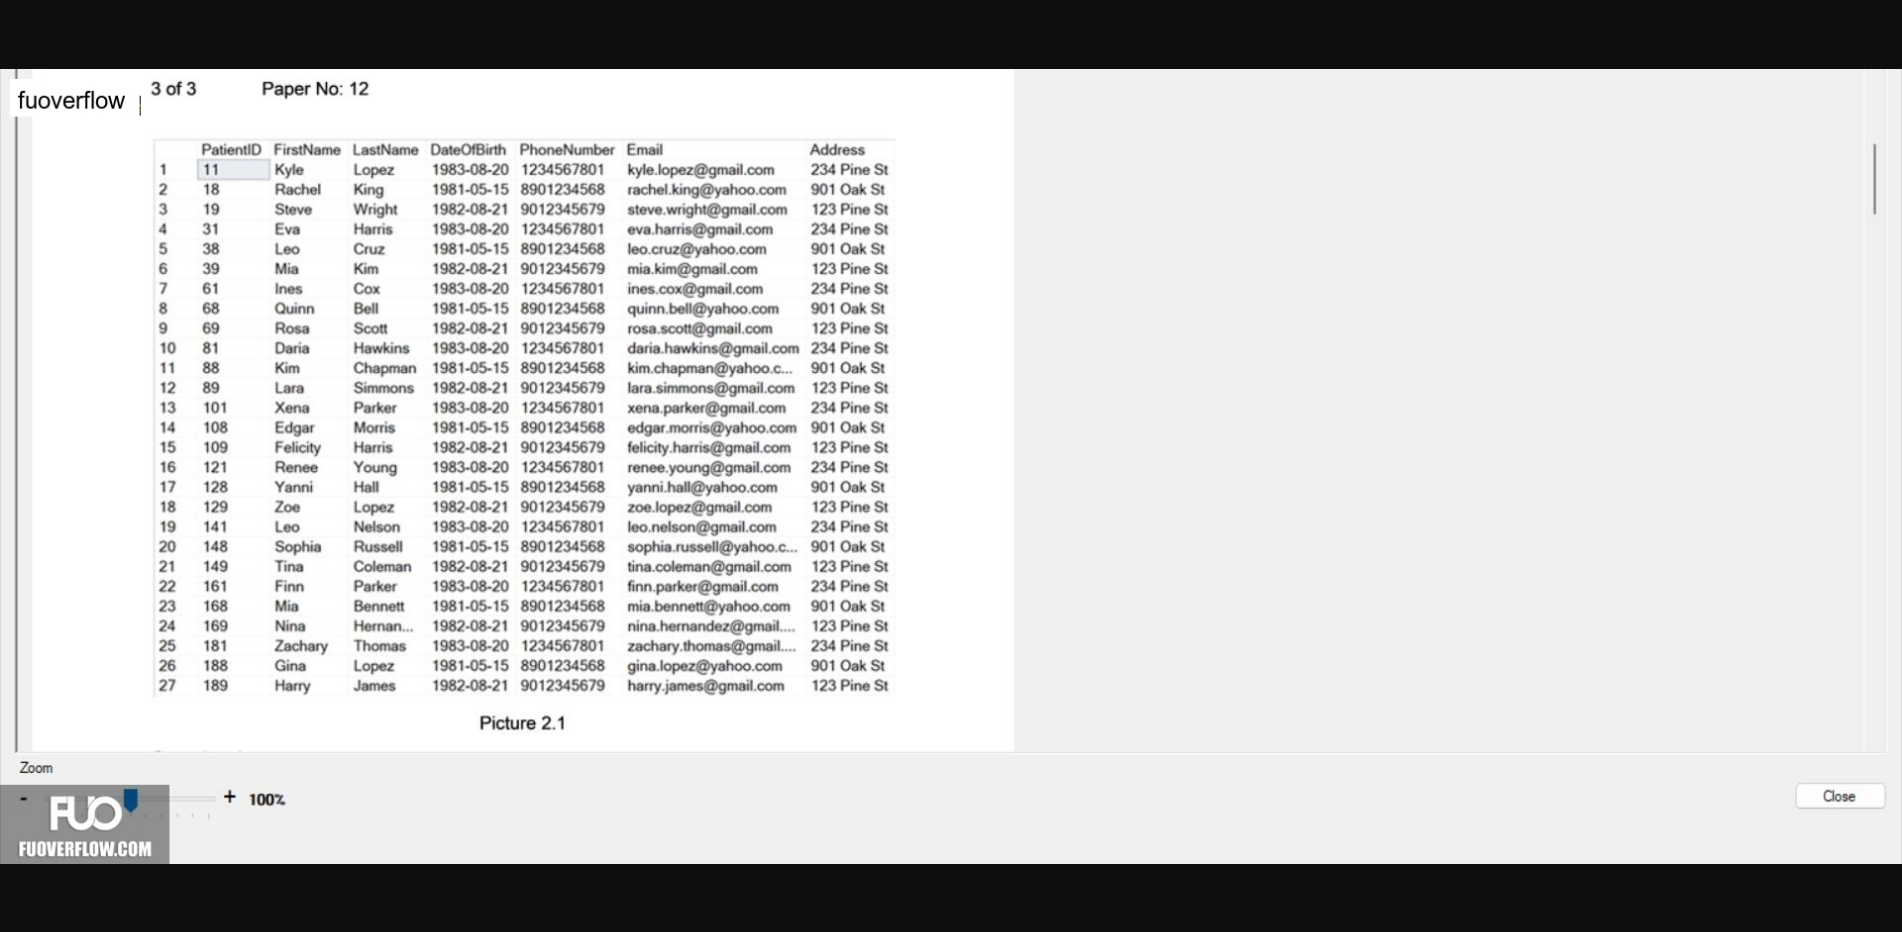 fuoverflow
3 of 3 Paper No: 12
PatientID FirstName LastName DateOfBirth PhoneNumber Email Address
1 11 Kyle Lopez 1983-08-20 1234567801 kyle.lopez@gmail.com 234 Pine St
2 18 Rachel King 1981-05-15 8901234568 rachel.king@yahoo.com 901 Oak St
3 19 Steve Wright 1982-08-21 9012345679 steve.wright@gmail.com 123 Pine St
4 31 Eva Harris 1983-08-20 1234567801 eva.harris@gmail.com 234 Pine St
5 38 Leo Cruz 1981-05-15 8901234568 leo.cruz@yahoo.com 901 Oak St
6 39 Mia Kim 1982-08-21 9012345679 mia.kim@gmail.com 123 Pine St
7 61 Ines Cox 1983-08-20 1234567801 ines.cox@gmail.com 234 Pine St
8 68 Quinn Bell 1981-05-15 8901234568 quinn.bell@yahoo.com 901 Oak St
9 69 Rosa Scott 1982-08-21 9012345679 rosa.scott@gmail.com 123 Pine St
10 81 Daria Hawkins 1983-08-20 1234567801 daria.hawkins@gmail.com 234 Pine St
11 88 Kim Chapman 1981-05-15 8901234568 kim.chapman@yahoo.c... 901 Oak St
12 89 Lara Simmons 1982-08-21 9012345679 lara.simmons@gmail.com 123 Pine St
13 101 Xena Parker 1983-08-20 1234567801 xena.parker@gmail.com 234 Pine St
14 108 Edgar Morris 1981-05-15 8901234568 edgar.morris@yahoo.com 901 Oak St
15 109 Felicity Harris 1982-08-21 9012345679 felicity.harris@gmail.com 123 Pine St
16 121 Renee Young 1983-08-20 1234567801 renee.young@gmail.com 234 Pine St
17 128 Yanni Hall 1981-05-15 8901234568 yanni.hall@yahoo.com 901 Oak St
18 129 Zoe Lopez 1982-08-21 9012345679 zoe.lopez@gmail.com 123 Pine St
19 141 Leo Nelson 1983-08-20 1234567801 leo.nelson@gmail.com 234 Pine St
20 148 Sophia Russell 1981-05-15 8901234568 sophia.russell@yahoo.c... 901 Oak St
21 149 Tina Coleman 1982-08-21 9012345679 tina.coleman@gmail.com 123 Pine St
22 161 Finn Parker 1983-08-20 1234567801 finn.parker@gmail.com 234 Pine St
23 168 Mia Bennett 1981-05-15 8901234568 mia.bennett@yahoo.com 901 Oak St
24 169 Nina Hernan... 1982-08-21 9012345679 nina.hernandez@gmail.... 123 Pine St
25 181 Zachary Thomas 1983-08-20 1234567801 zachary.thomas@gmail.... 234 Pine St
26 188 Gina Lopez 1981-05-15 8901234568 gina.lopez@yahoo.com 901 Oak St
27 189 Harry James 1982-08-21 9012345679 harry.james@gmail.com 123 Pine St
Picture 2.1
Zoom
- + 100%
Close
FUO
FUOVERFLOW.COM